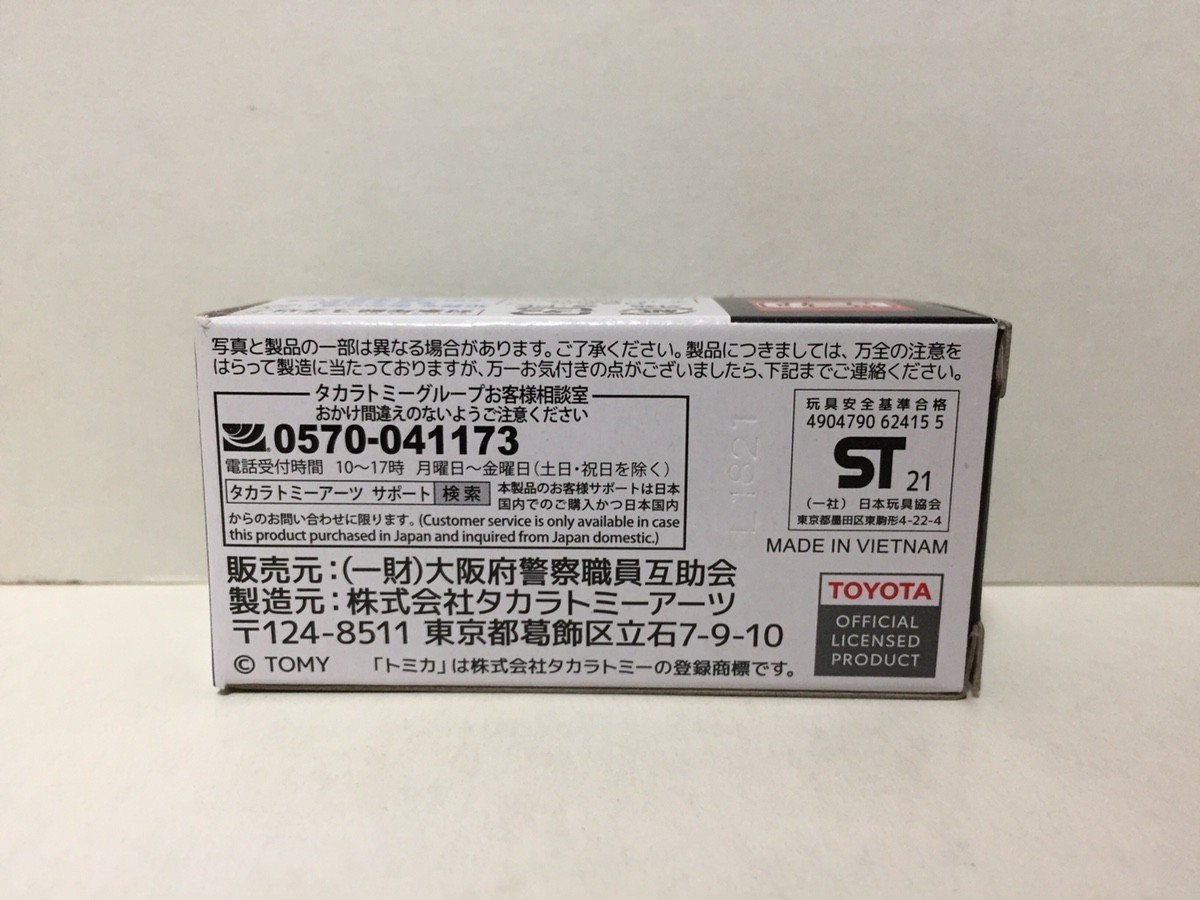 写真と製品の一部は異なる場合があります。ご了承ください。製品につきましては、万全の注意を
はらって製造に当たっておりますが、万一お気付きの点がございましたら、下記までご連絡ください。
タカラトミーグループお客様相談室
おかけ間違えのないようご注意ください
0570-041173
電話受付時間 10〜17時 月曜日〜金曜日(土日・祝日を除く)
タカラトミーアーツ サポート 検索
本製品のお客様サポートは日本
国内でのご購入かつ日本国内
からのお問い合わせに限ります。(Customer service is only available in case
this product purchased in Japan and inquired from Japan domestic.)
L1821
玩具安全基準合格
4904790 62415 5
ST 21
(一社) 日本玩具協会
東京都墨田区東駒形4-22-4
MADE IN VIETNAM
販売元:(一財)大阪府警察職員互助会
製造元:株式会社タカラトミーアーツ
〒124-8511 東京都葛飾区立石7-9-10
© TOMY 「トミカ」は株式会社タカラトミーの登録商標です。
TOYOTA
OFFICIAL
LICENSED
PRODUCT